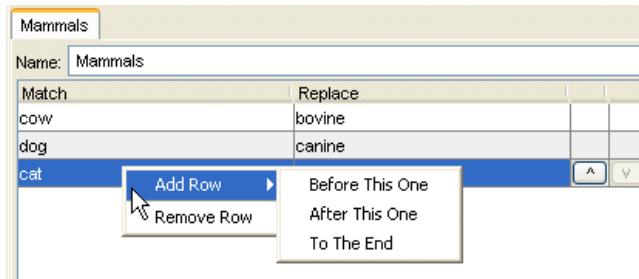 Mammals
Name: Mammals
Match Replace
cow bovine
dog canine
cat ^ v
Add Row Before This One
Remove Row After This One
To The End